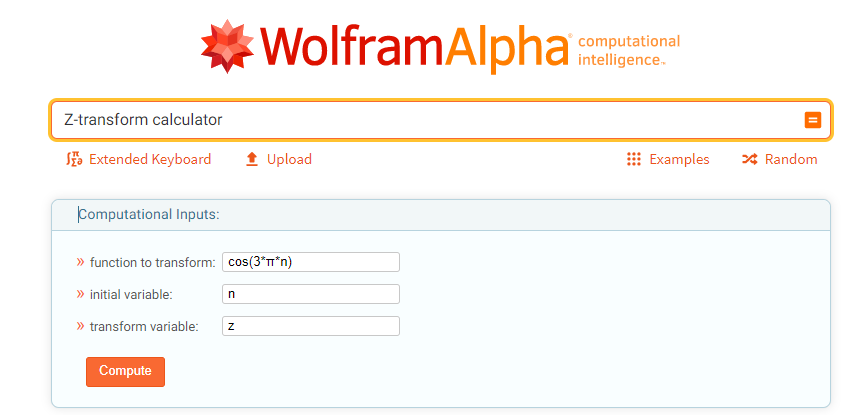 WolframAlpha computational intelligence™
Z-transform calculator =
∫π Σ∂ Extended Keyboard Upload Examples Random
Computational Inputs:
» function to transform: cos(3*π*n)
» initial variable: n
» transform variable: z
Compute